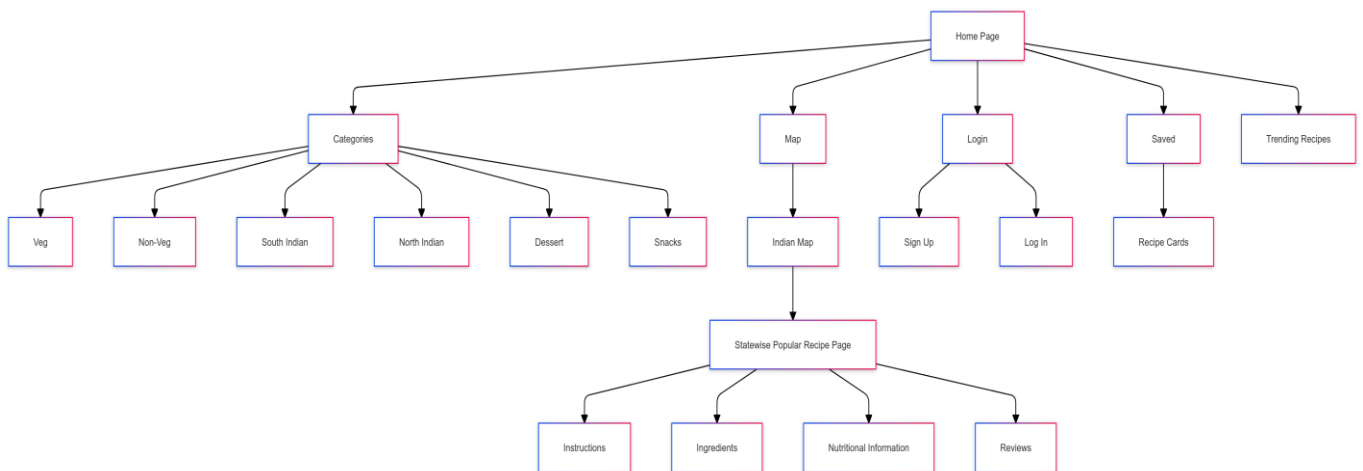 Home Page
Categories
Map
Login
Saved
Trending Recipes
Veg
Non-Veg
South Indian
North Indian
Dessert
Snacks
Indian Map
Sign Up
Log In
Recipe Cards
Statewise Popular Recipe Page
Instructions
Ingredients
Nutritional Information
Reviews